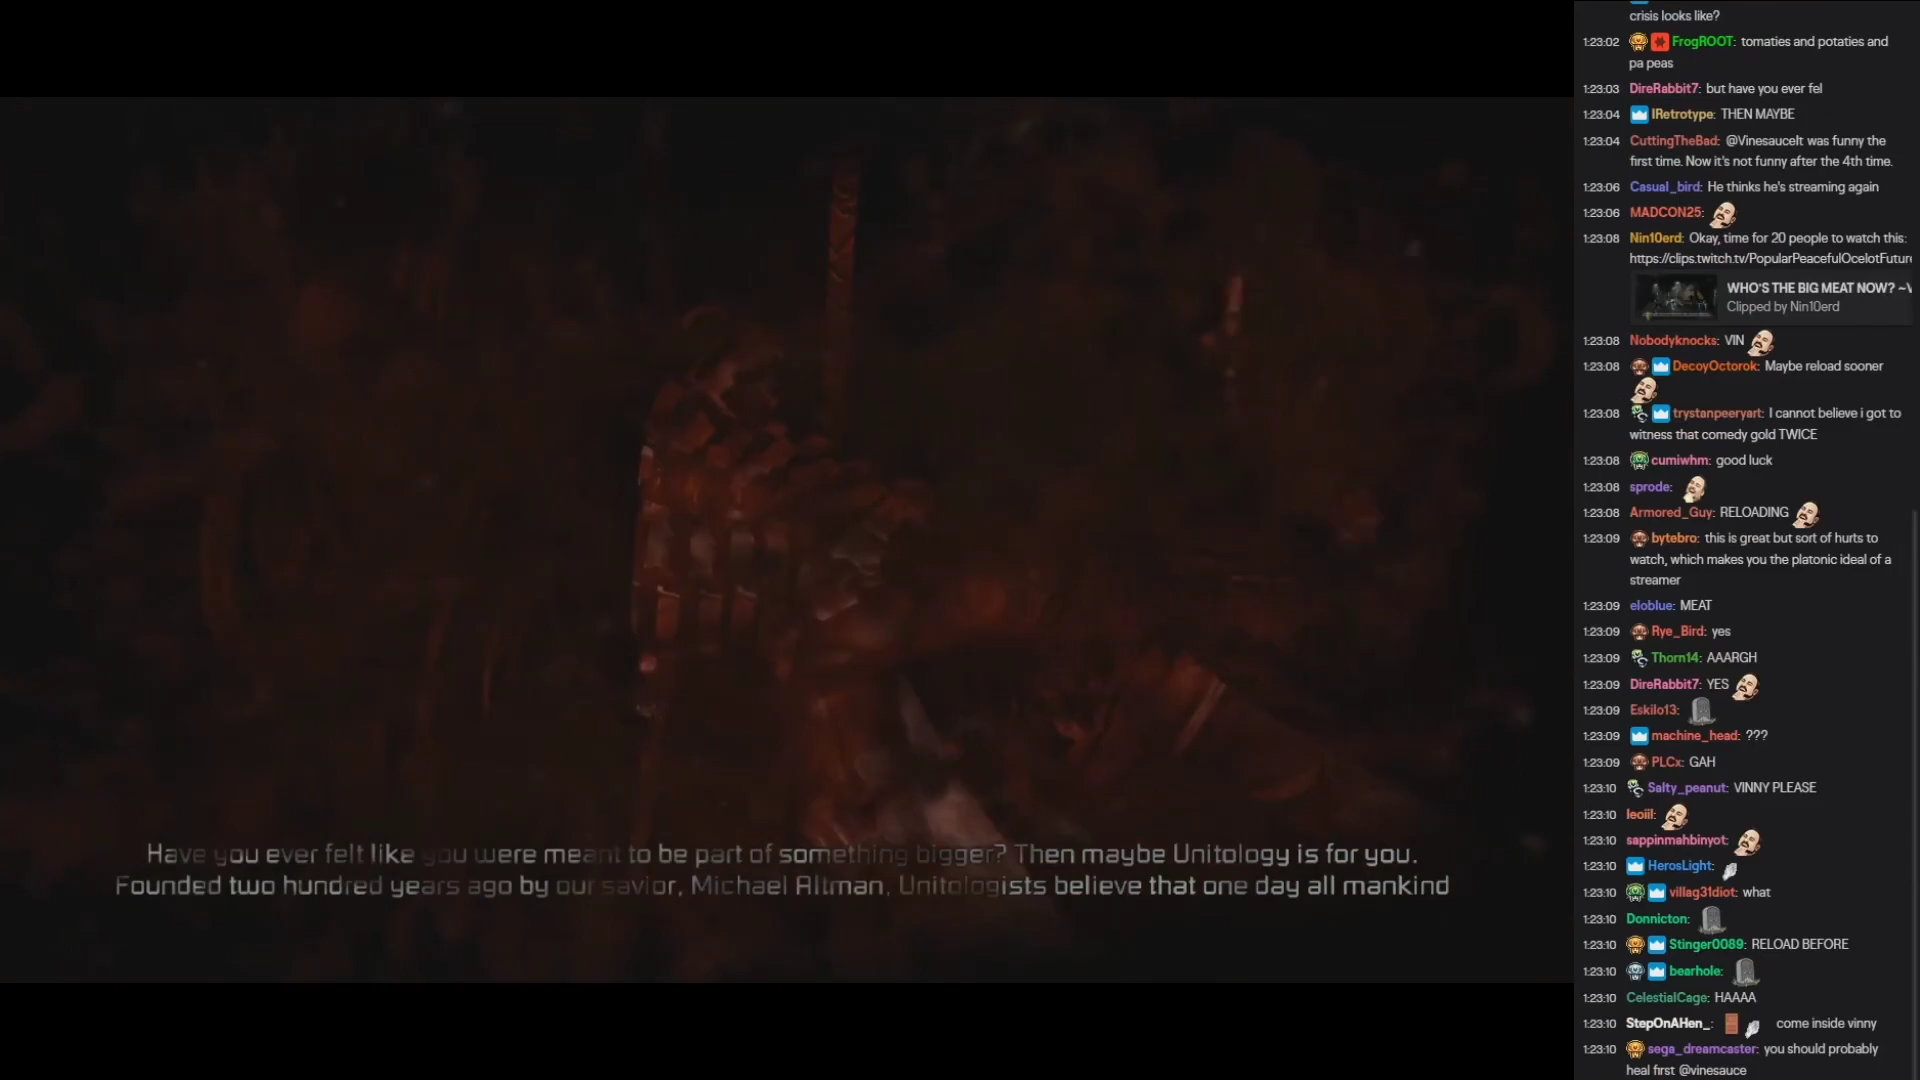 crisis looks like?
1:23:02 FrogROOT: tomaties and potaties and
pa peas
1:23:03 DireRabbit7: but have you ever fel
1:23:04 IRetrotype: THEN MAYBE
1:23:04 CuttingTheBad: @VinesauceIt was funny the
first time. Now it's not funny after the 4th time.
1:23:06 Casual_bird: He thinks he's streaming again
1:23:06 MADCON25:
1:23:08 Nin10erd: Okay, time for 20 people to watch this:
https://clips.twitch.tv/PopularPeacefulOcelotFuture
WHO'S THE BIG MEAT NOW? ~V
Clipped by Nin10erd
1:23:08 Nobodyknocks: VIN
1:23:08 DecoyOctorok: Maybe reload sooner
1:23:08 trystanpeeryart: I cannot believe i got to
witness that comedy gold TWICE
1:23:08 cumiwhm: good luck
1:23:08 sprode:
1:23:08 Armored_Guy: RELOADING
1:23:09 bytebro: this is great but sort of hurts to
watch, which makes you the platonic ideal of a
streamer
1:23:09 eloblue: MEAT
1:23:09 Rye_Bird: yes
1:23:09 Thorn14: AAARGH
1:23:09 DireRabbit7: YES
1:23:09 Eskilo13:
1:23:09 machine_head: ???
1:23:09 PLCx: GAH
1:23:10 Salty_peanut: VINNY PLEASE
1:23:10 leoiil:
1:23:10 sappinmahbinyot:
1:23:10 HerosLight:
1:23:10 villag31diot: what
1:23:10 Donnicton:
1:23:10 Stinger0089: RELOAD BEFORE
1:23:10 bearhole:
1:23:10 CelestialCage: HAAAA
1:23:10 StepOnAHen_: come inside vinny
1:23:10 sega_dreamcaster: you should probably
heal first @vinesauce
Have you ever felt like you were meant to be part of something bigger? Then maybe Unitology is for you.
Founded two hundred years ago by our savior, Michael Altman, Unitologists believe that one day all mankind